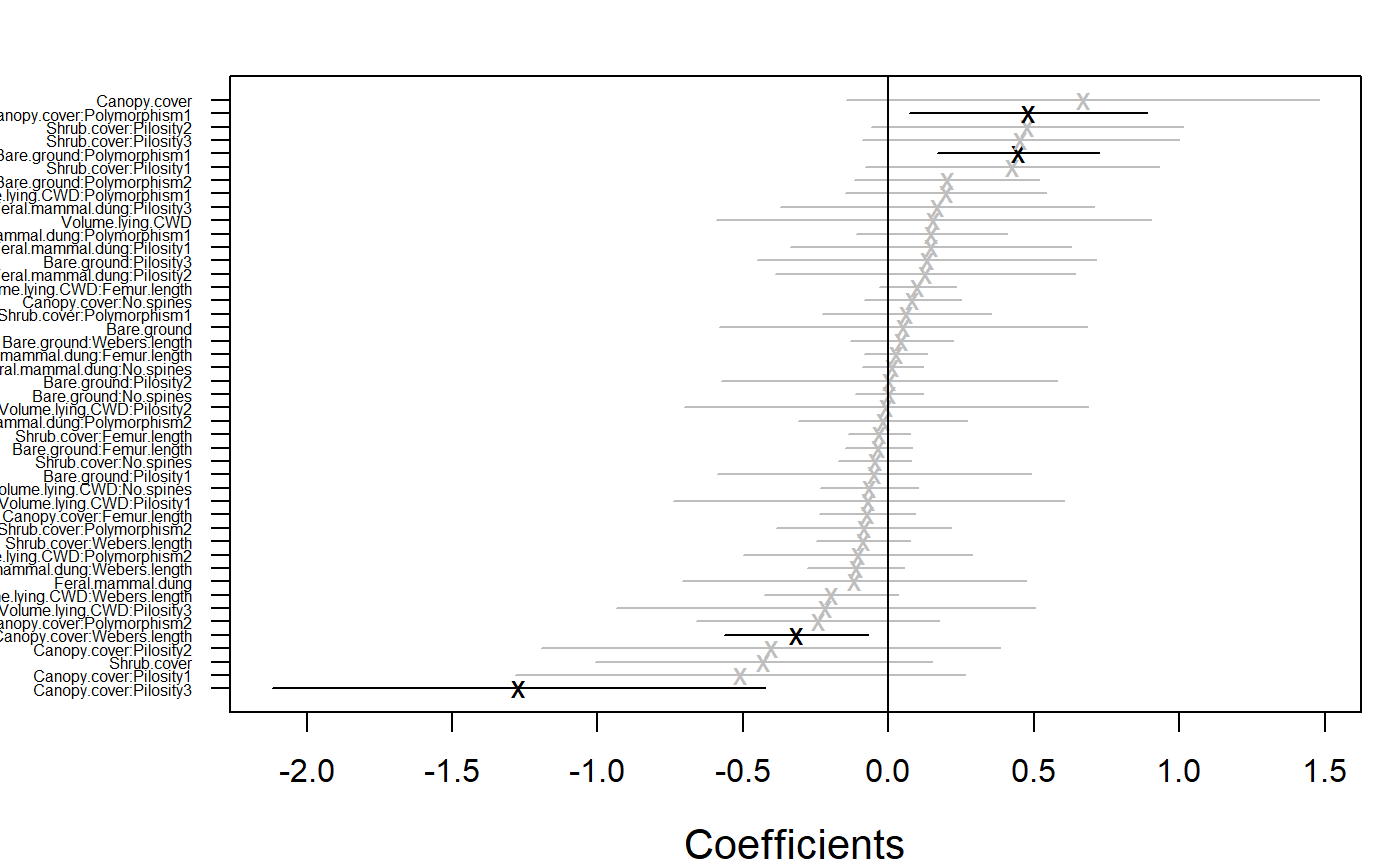 Canopy.cover
anopy.cover:Polymorphism1
Shrub.cover:Pilosity2
Shrub.cover:Pilosity3
Bare.ground:Polymorphism1
Shrub.cover:Pilosity1
Bare.ground:Polymorphism2
e.lying.CWD:Polymorphism1
eral.mammal.dung:Pilosity3
Volume.lying.CWD
ammal.dung:Polymorphism1
eral.mammal.dung:Pilosity1
Bare.ground:Pilosity3
eral.mammal.dung:Pilosity2
me.lying.CWD:Femur.length
Canopy.cover:No.spines
Shrub.cover:Polymorphism1
Bare.ground
Bare.ground:Webers.length
mammal.dung:Femur.length
ral.mammal.dung:No.spines
Bare.ground:Pilosity2
Bare.ground:No.spines
Volume.lying.CWD:Pilosity2
ammal.dung:Polymorphism2
Shrub.cover:Femur.length
Bare.ground:Femur.length
Shrub.cover:No.spines
Bare.ground:Pilosity1
olume.lying.CWD:No.spines
Volume.lying.CWD:Pilosity1
Canopy.cover:Femur.length
Shrub.cover:Polymorphism2
Shrub.cover:Webers.length
e.lying.CWD:Polymorphism2
mammal.dung:Webers.length
Feral.mammal.dung
ne.lying.CWD:Webers.length
Volume.lying.CWD:Pilosity3
anopy.cover:Polymorphism2
Canopy.cover:Webers.length
Canopy.cover:Pilosity2
Shrub.cover
Canopy.cover:Pilosity1
Canopy.cover:Pilosity3
-2.0 -1.5 -1.0 -0.5 0.0 0.5 1.0 1.5
Coefficients